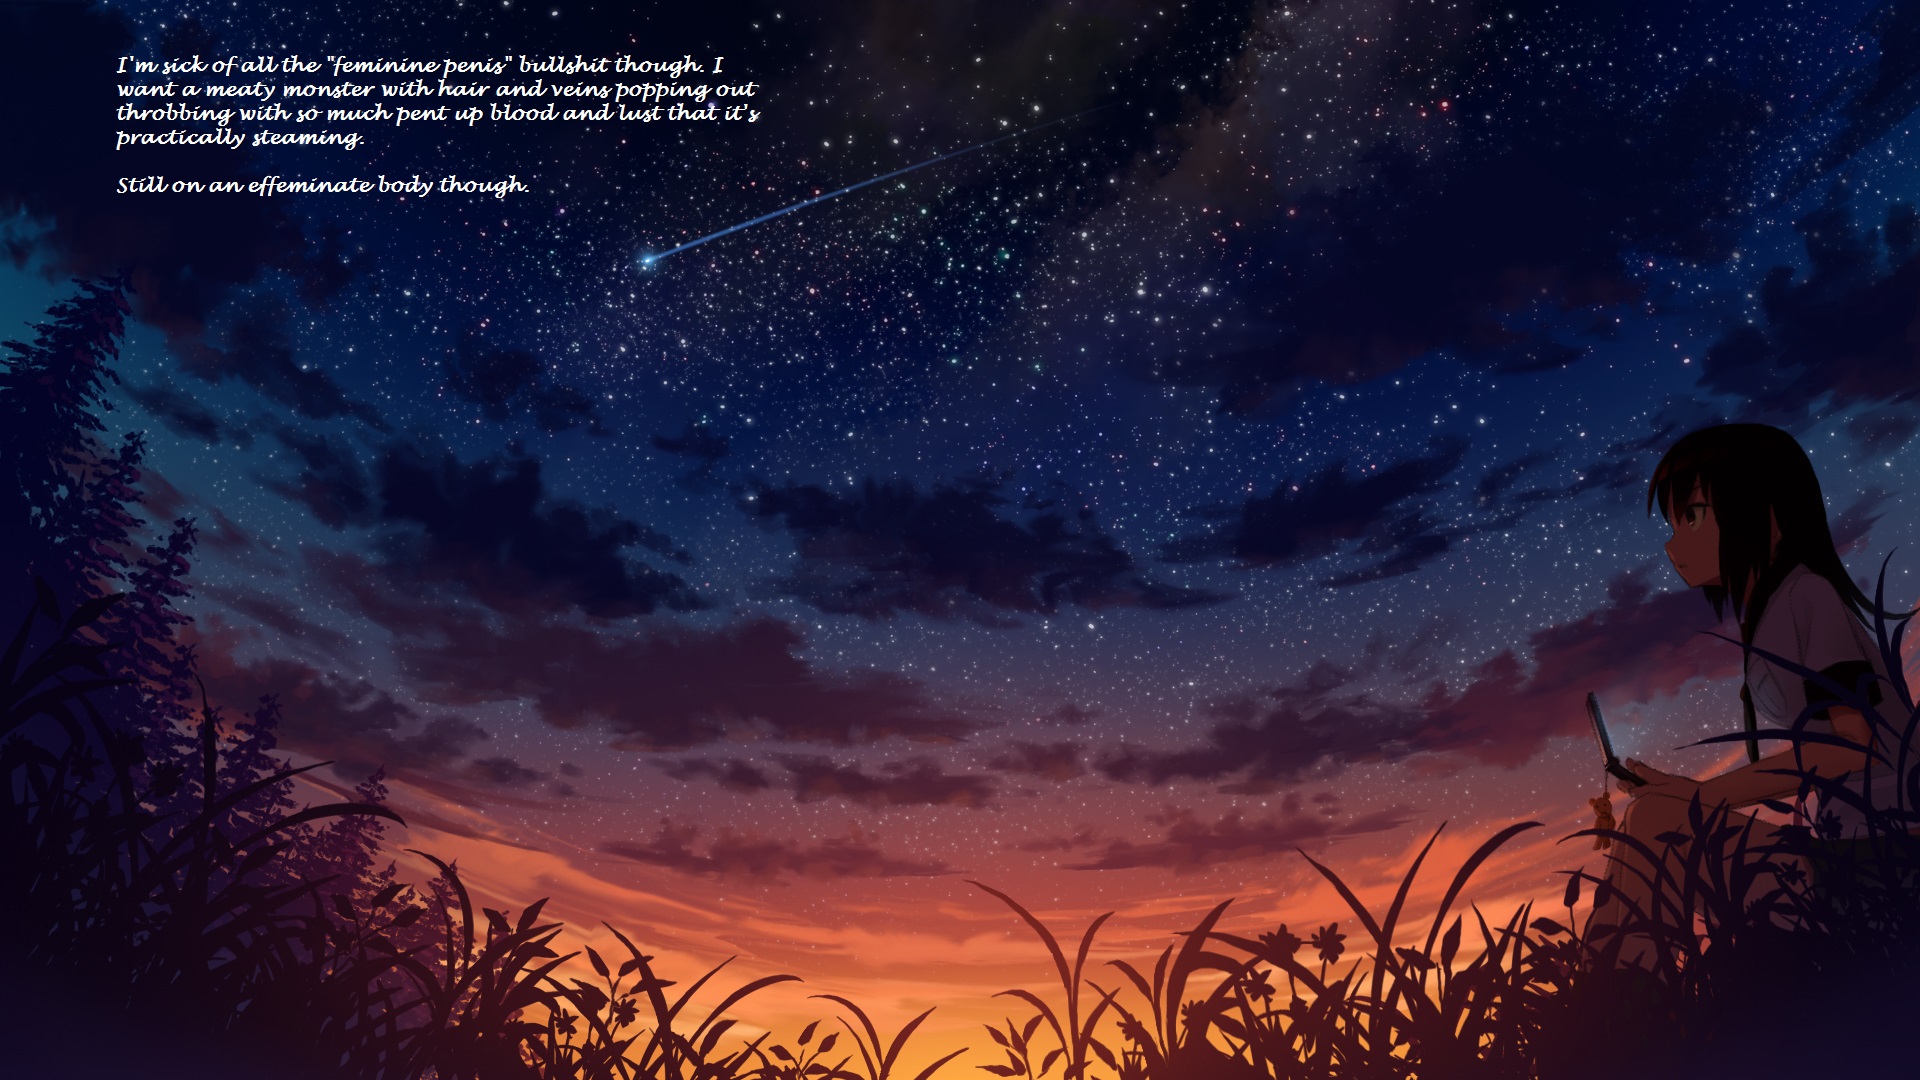 I'm sick of all the "feminine penis" bullshit though. I
want a meaty monster with hair and veins popping out
throbbing with so much pent up blood and lust that it's
practically steaming.
Still on an effeminate body though.